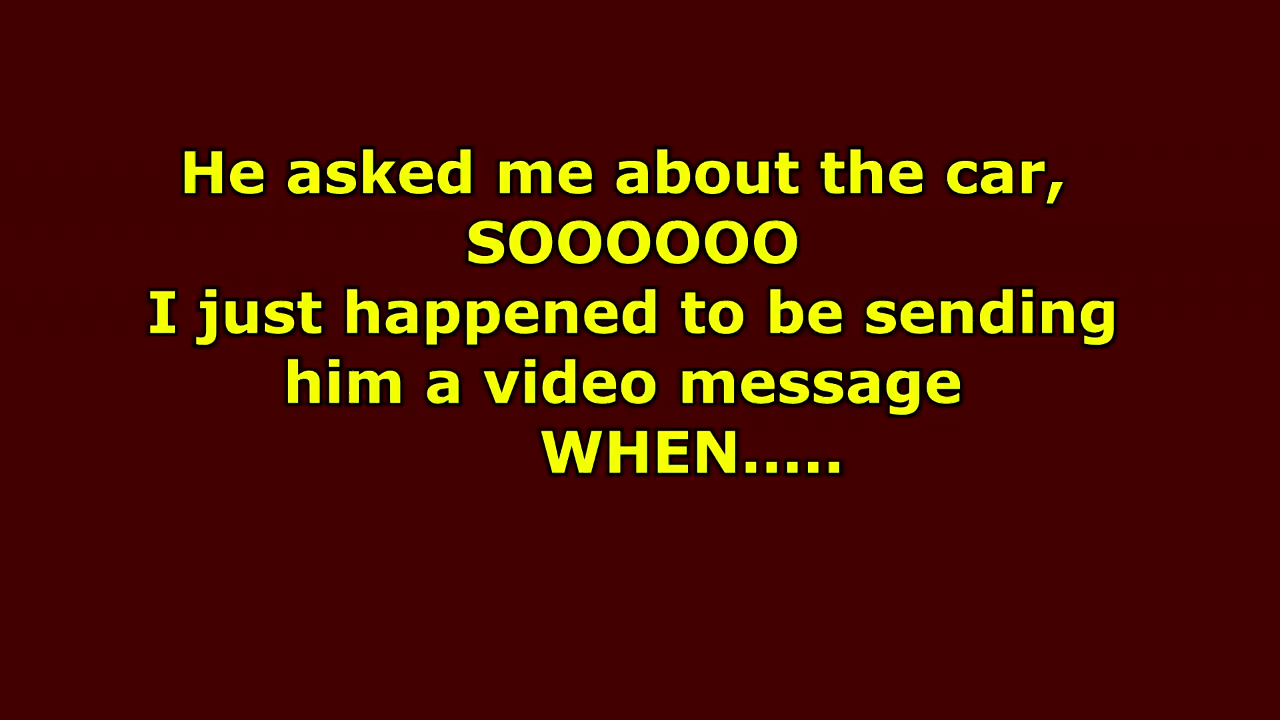 He asked me about the car,
SOOOOOO
I just happened to be sending
him a video message
WHEN.....